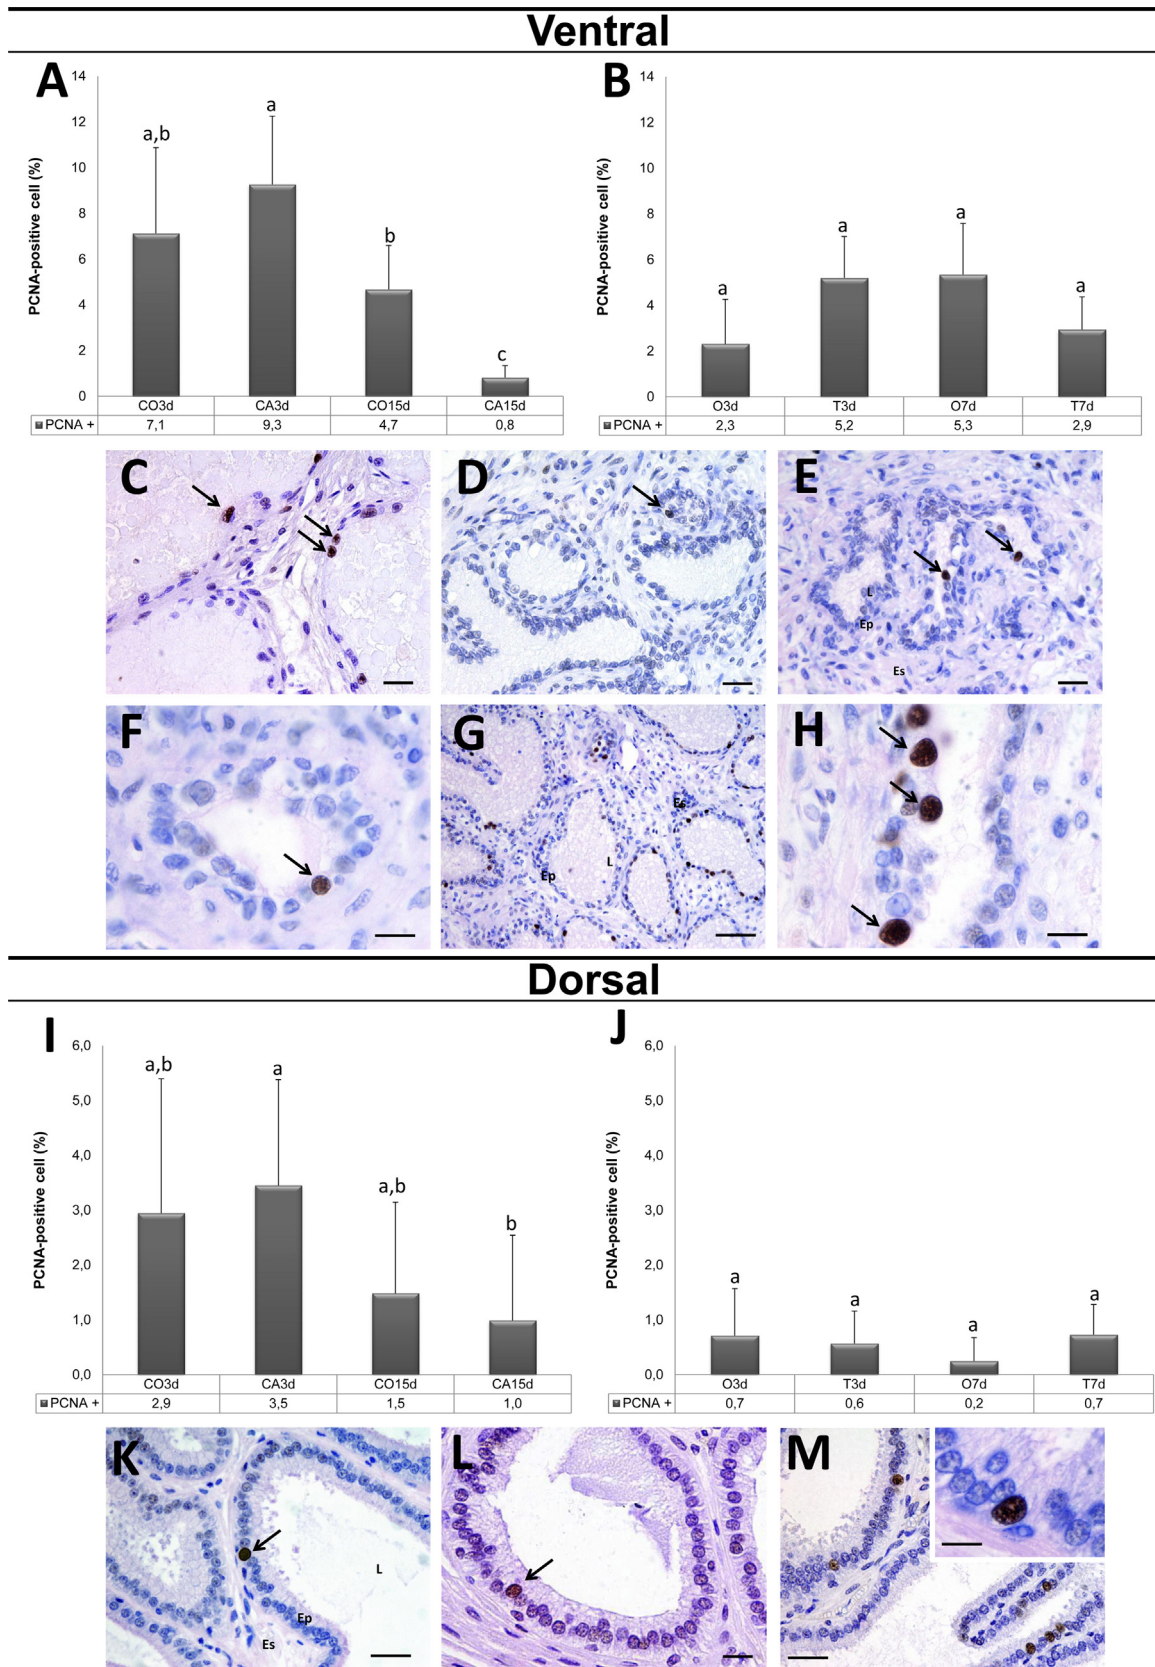 Ventral
A
14
12
10
8
6
4
2
0
PCNA-positive cell (%)
a,b
a
b
c
CO3d CA3d CO15d CA15d
PCNA + 7,1 9,3 4,7 0,8
B
14
12
10
8
6
4
2
0
PCNA-positive cell (%)
a
a
a
a
O3d T3d O7d T7d
PCNA + 2,3 5,2 5,3 2,9
C
D
E
L
Ep
Es
F
G
Es
L
Ep
H
Dorsal
I
6,0
5,0
4,0
3,0
2,0
1,0
0,0
PCNA-positive cell (%)
a,b
a
a,b
b
CO3d CA3d CO15d CA15d
PCNA + 2,9 3,5 1,5 1,0
J
6,0
5,0
4,0
3,0
2,0
1,0
0,0
PCNA-positive cell (%)
a
a
a
a
O3d T3d O7d T7d
PCNA + 0,7 0,6 0,2 0,7
K
L
Ep
Es
L
M